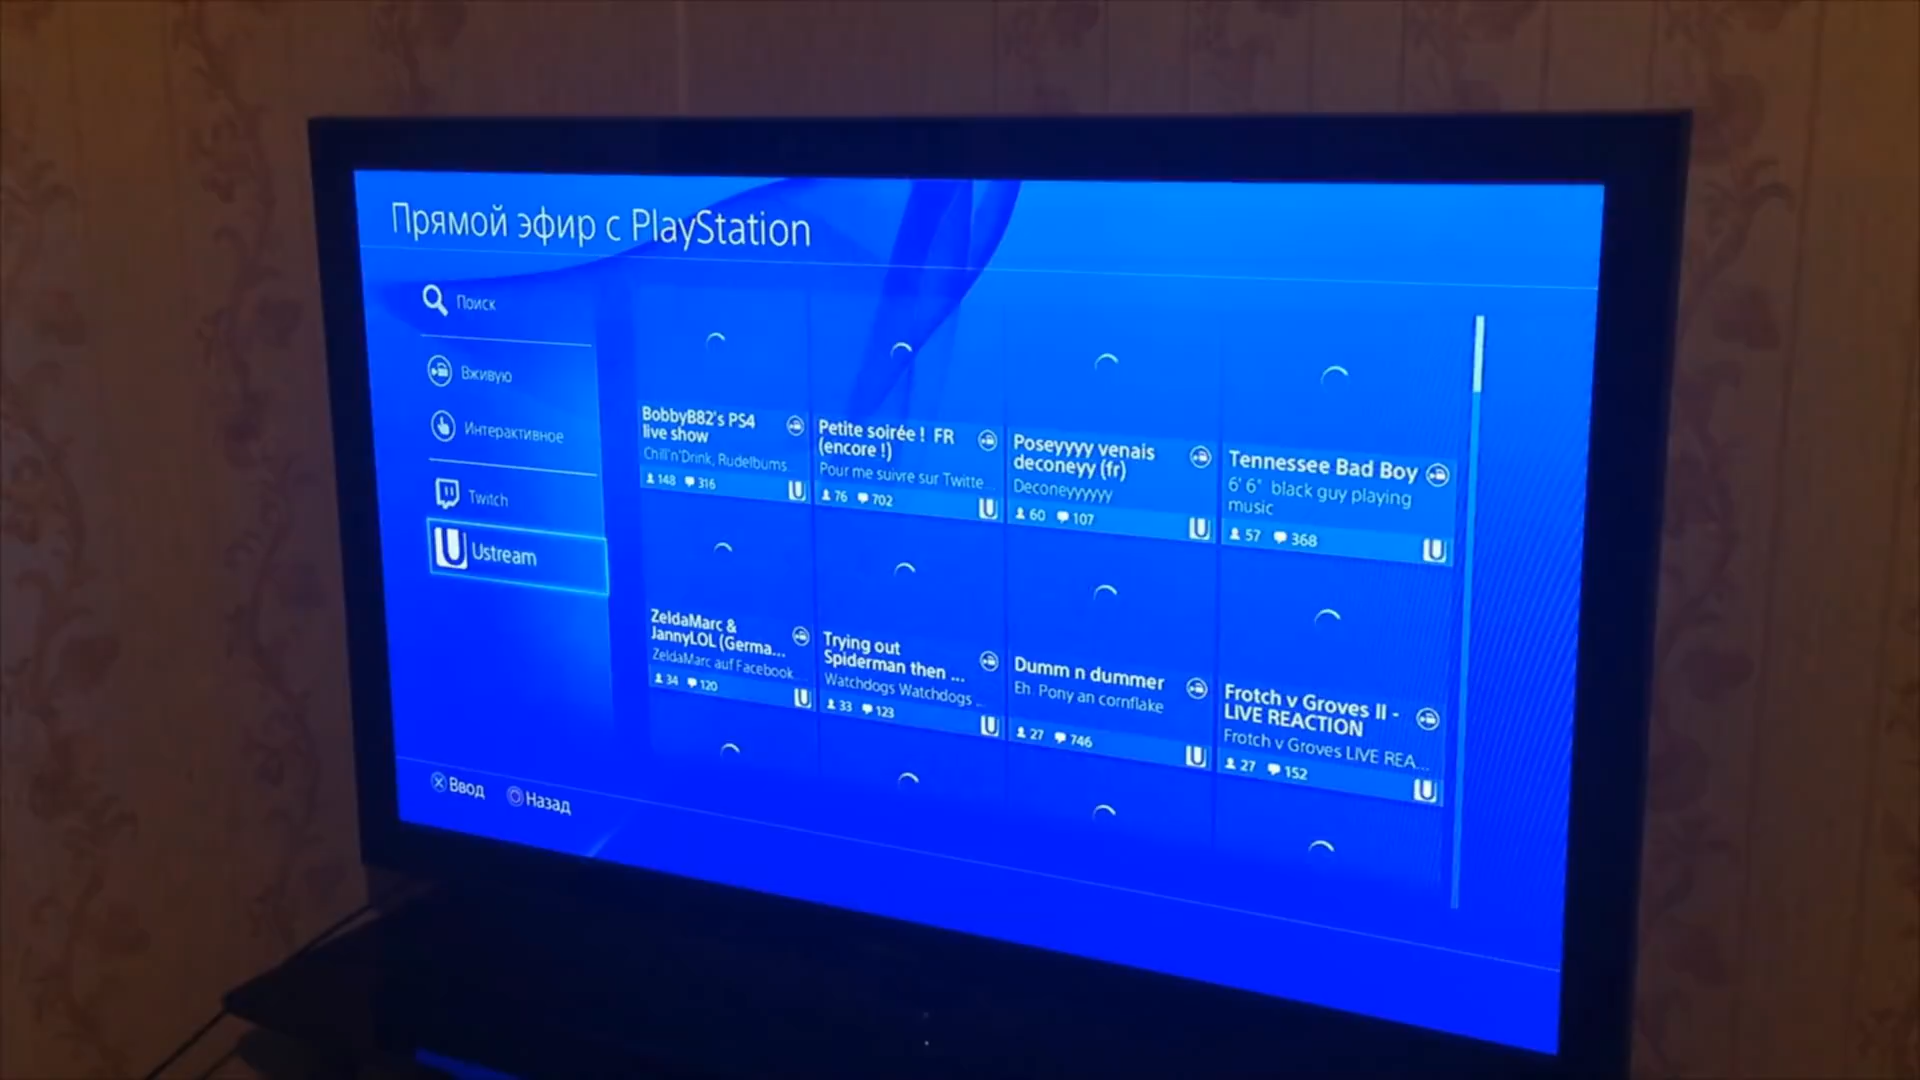 Прямой эфир с PlayStation
Поиск
Вживую
Интерактивное
Twitch
Ustream
BobbyB82's PS4
live show
Chill'n'Drink, Rudelbums
148 316
Petite soirée ! FR
(encore !)
Pour me suivre sur Twitte...
76 702
Poseyyyy venais
deconeyy (fr)
Deconeyyyyyy
60 107
Tennessee Bad Boy
6' 6" black guy playing
music
57 368
ZeldaMarc &
JannyLOL (Germa...
ZeldaMarc auf Facebook...
34 120
Trying out
Spiderman then ...
Watchdogs Watchdogs ...
33 123
Dumm n dummer
Eh Pony an cornflake
27 746
Frotch v Groves II -
LIVE REACTION
Frotch v Groves LIVE REA...
27 152
Ввод Назад